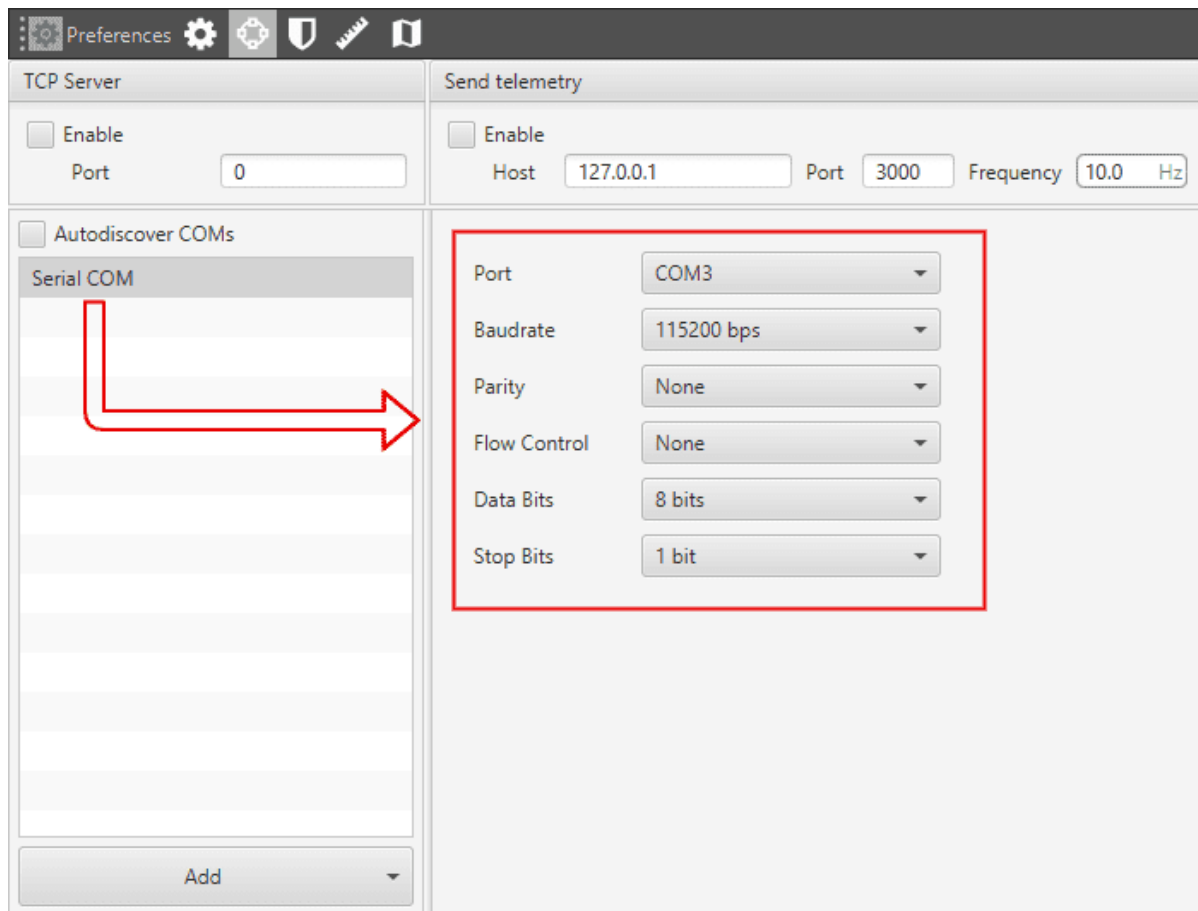 Preferences
TCP Server
Send telemetry
Enable
Enable
Port 0
Host 127.0.0.1 Port 3000 Frequency 10.0 Hz
Autodiscover COMs
Serial COM
Port COM3
Baudrate 115200 bps
Parity None
Flow Control None
Data Bits 8 bits
Stop Bits 1 bit
Add